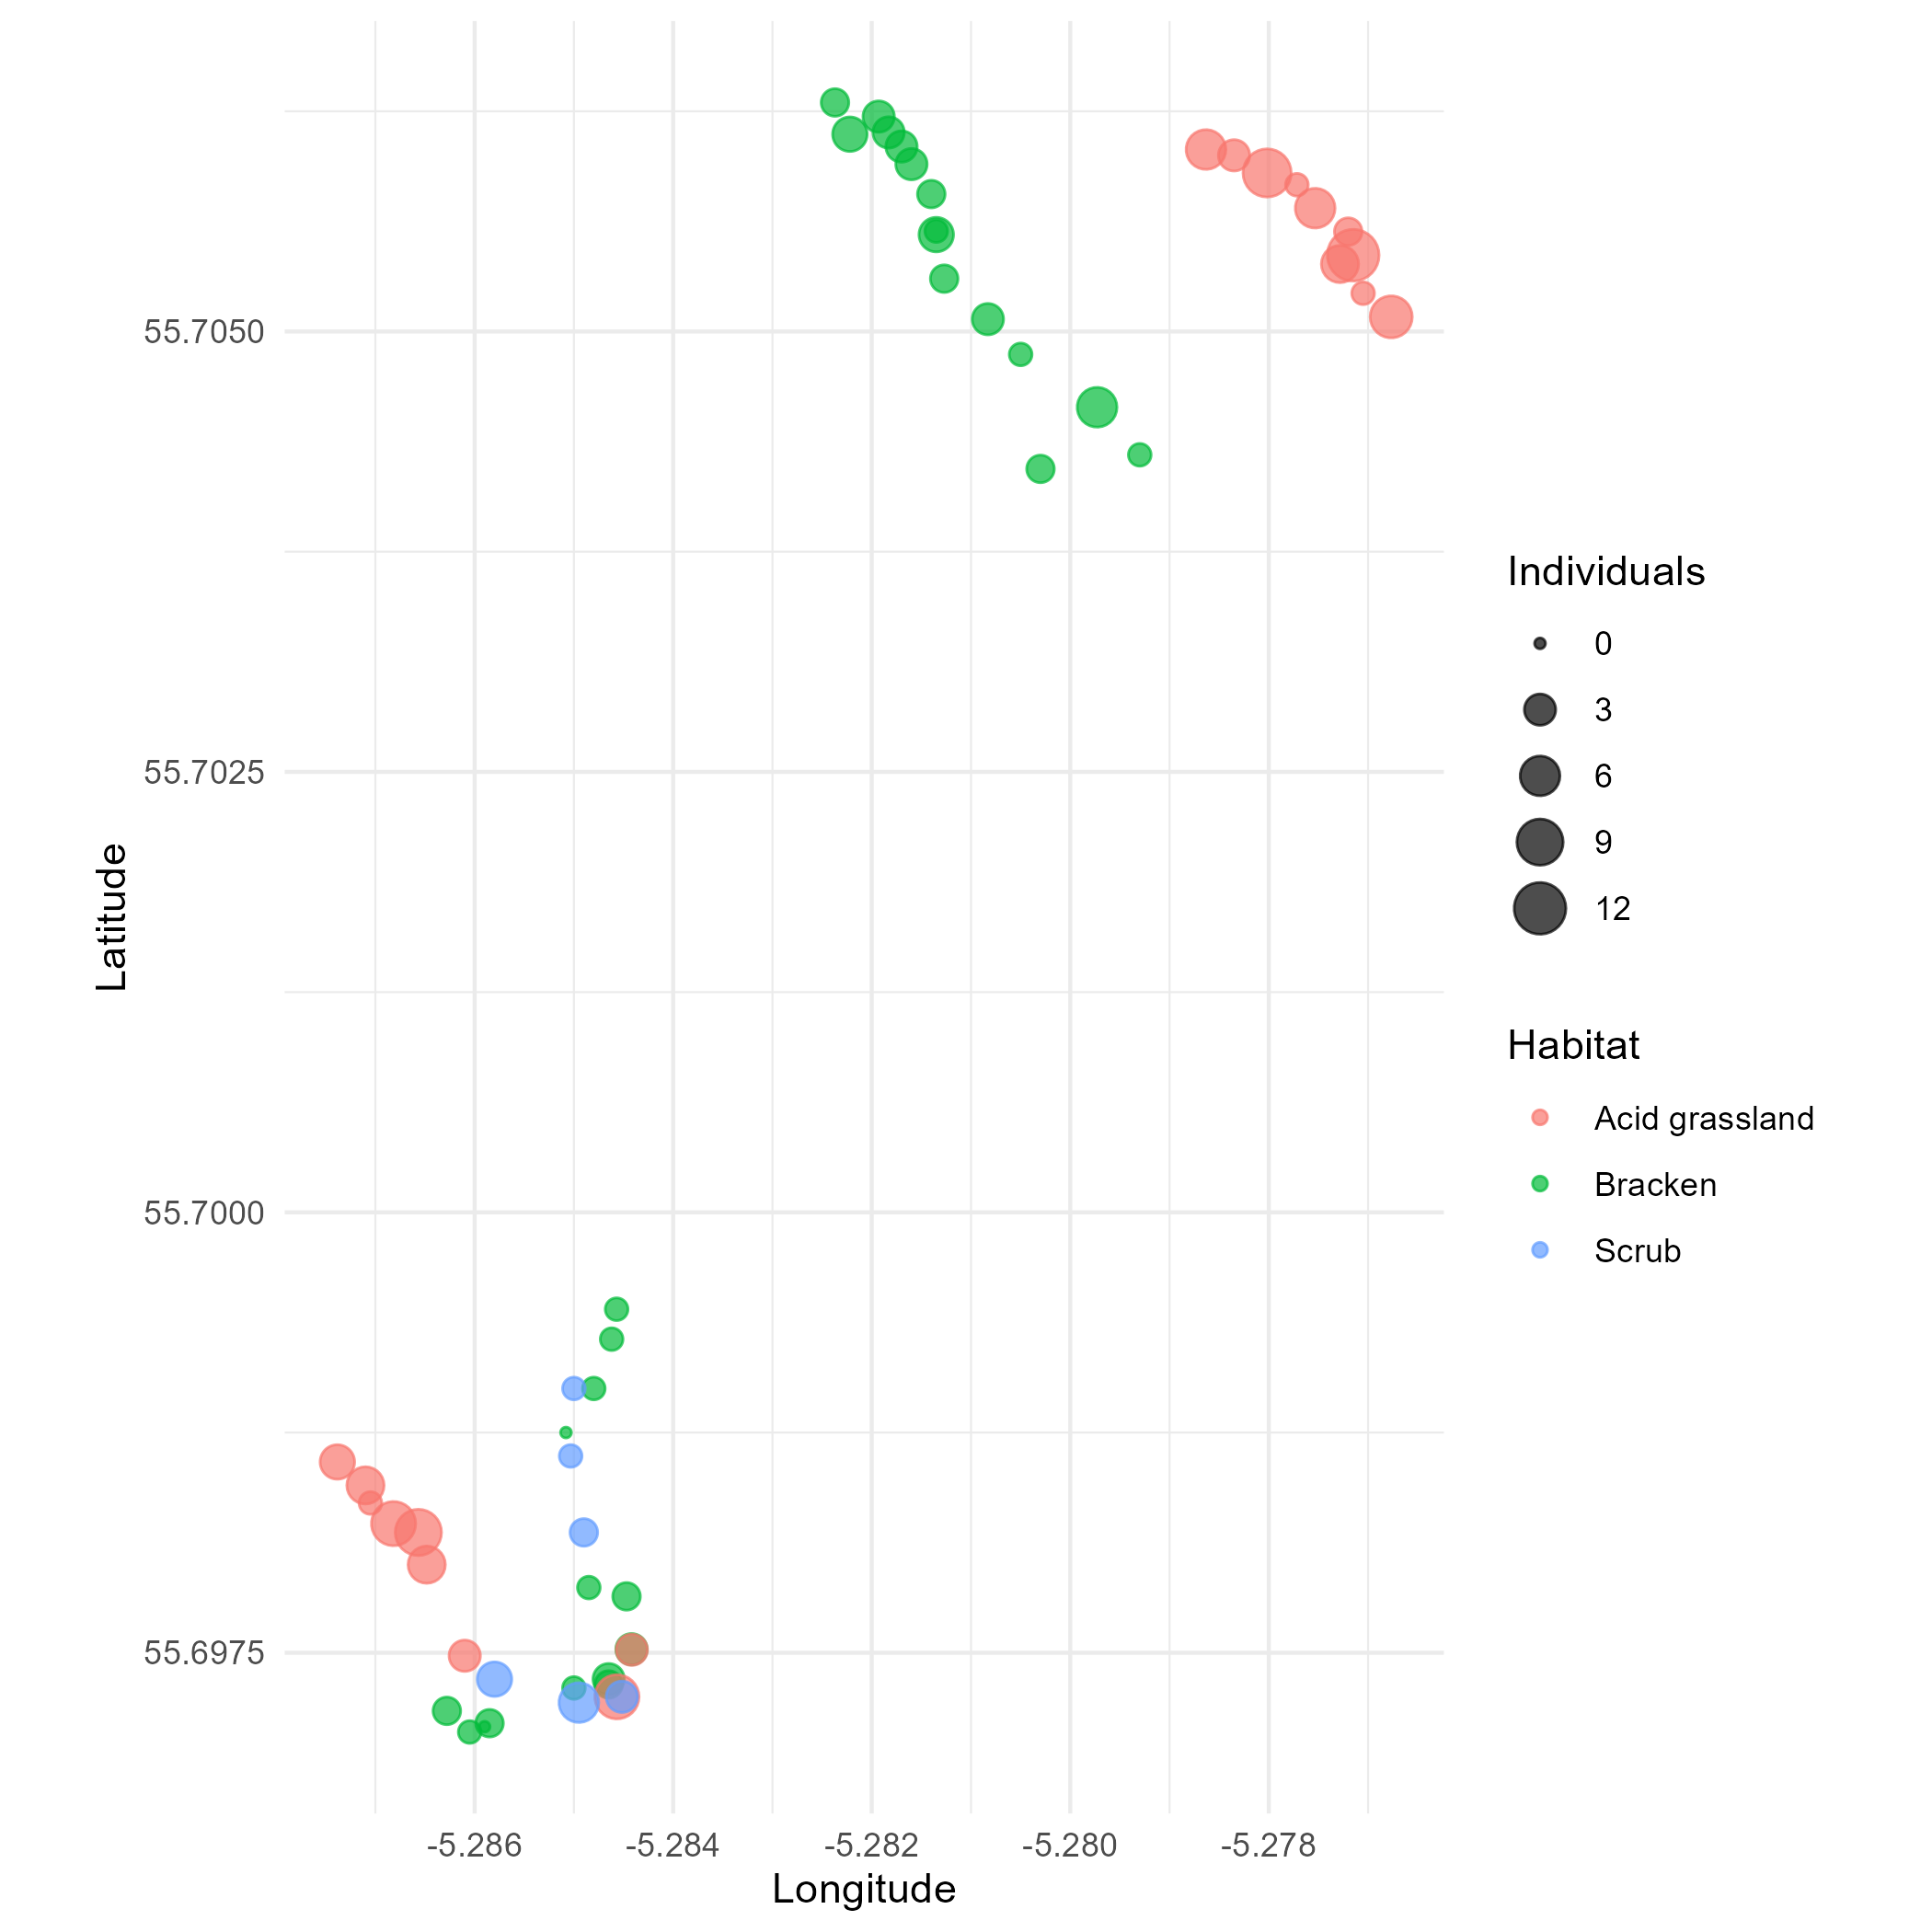 55.7050
55.7025
55.7000
55.6975
Latitude
-5.286
-5.284
-5.282
-5.280
-5.278
Longitude
Individuals
0
3
6
9
12
Habitat
Acid grassland
Bracken
Scrub